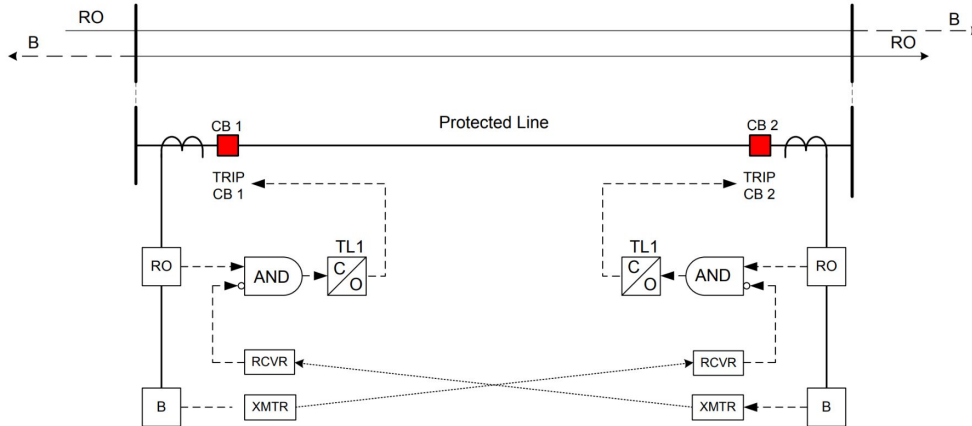 RO
B
B
RO
CB 1
Protected Line
CB 2
TRIP
CB 1
TRIP
CB 2
TL1
TL1
RO
AND
C
O
C
O
AND
RO
RCVR
RCVR
B
XMTR
XMTR
B